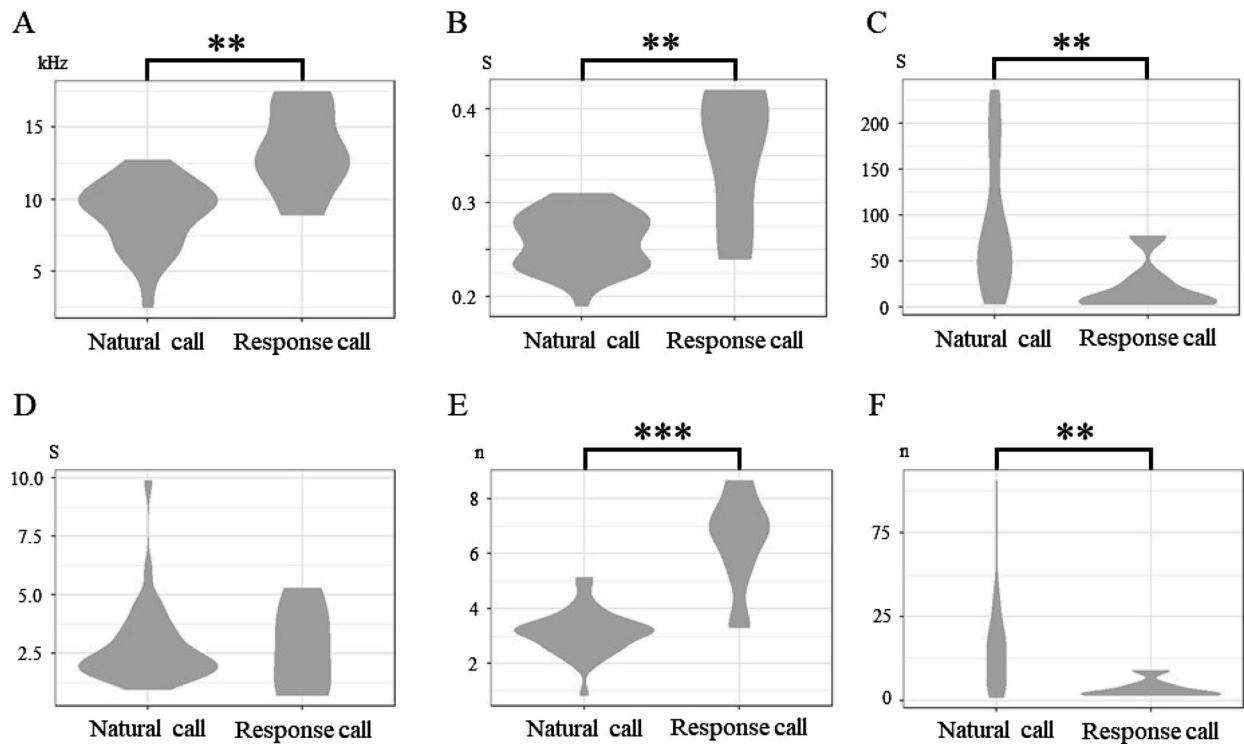 A
kHz
**
15
10
5
Natural call
Response call
B
S
**
0.4
0.3
0.2
Natural call
Response call
C
S
**
200
150
100
50
0
Natural call
Response call
D
S
10.0
7.5
5.0
2.5
Natural call
Response call
E
n
***
8
6
4
2
Natural call
Response call
F
n
**
75
25
0
Natural call
Response call